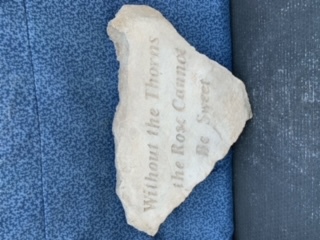 Without the Thorns
the Rose Cannot
Be Sweet